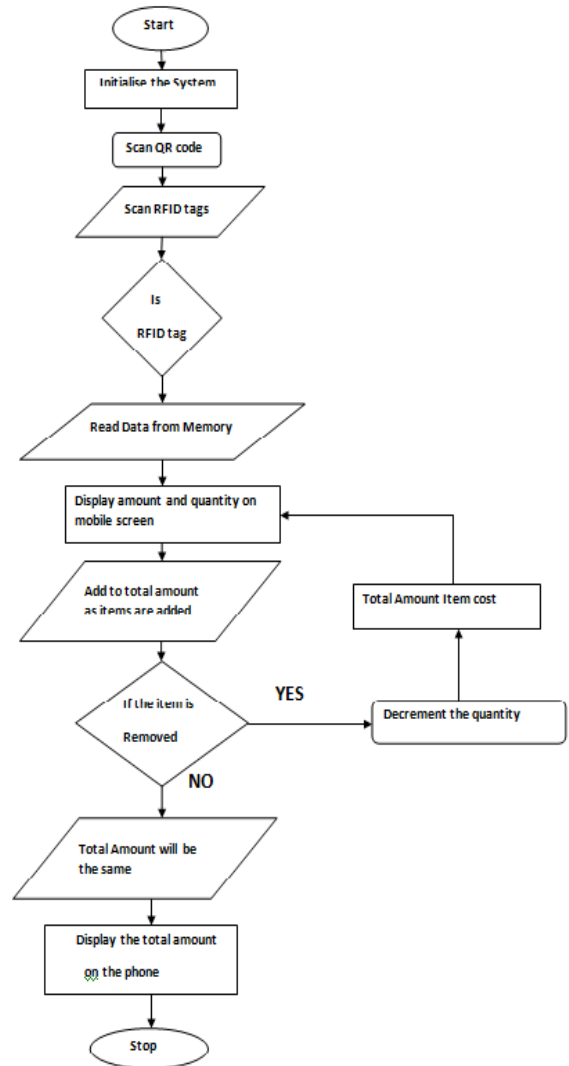 Start
Initialise the System
Scan QR code
Scan RFID tags
Is
RFID tag
Read Data from Memory
Display amount and quantity on
mobile screen
Add to total amount
as items are added
Total Amount Item cost
If the item is
Removed
YES
Decrement the quantity
NO
Total Amount will be
the same
Display the total amount
on the phone
Stop